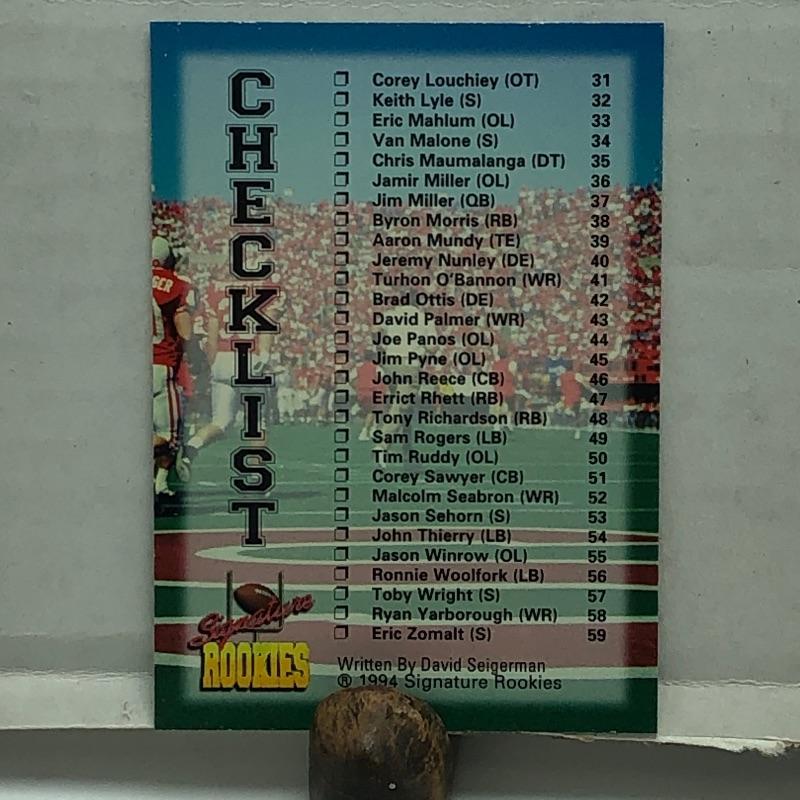 CHECKLIST
Corey Louchiey (OT) 31
Keith Lyle (S) 32
Eric Mahlum (OL) 33
Van Malone (S) 34
Chris Maumalanga (DT) 35
Jamir Miller (OL) 36
Jim Miller (QB) 37
Byron Morris (RB) 38
Aaron Mundy (TE) 39
Jeremy Nunley (DE) 40
Turhon O'Bannon (WR) 41
Brad Ottis (DE) 42
David Palmer (WR) 43
Joe Panos (OL) 44
Jim Pyne (OL) 45
John Reece (CB) 46
Errict Rhett (RB) 47
Tony Richardson (RB) 48
Sam Rogers (LB) 49
Tim Ruddy (OL) 50
Corey Sawyer (CB) 51
Malcolm Seabron (WR) 52
Jason Sehorn (S) 53
John Thierry (LB) 54
Jason Winrow (OL) 55
Ronnie Woolfork (LB) 56
Toby Wright (S) 57
Ryan Yarborough (WR) 58
Eric Zomalt (S) 59
Signature
ROOKIES
Written By David Seigerman
® 1994 Signature Rookies